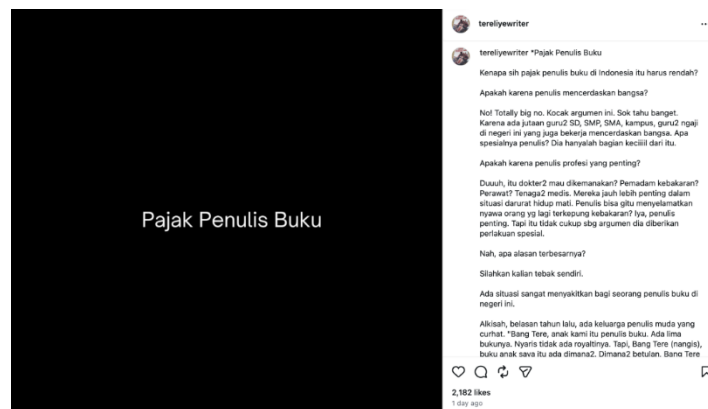 Pajak Penulis Buku
tereliyewriter
tereliyewriter *Pajak Penulis Buku
Kenapa sih pajak penulis buku di Indonesia itu harus rendah?
Apakah karena penulis mencerdaskan bangsa?
No! Totally big no. Kocak argumen ini. Sok tahu banget.
Karena ada jutaan guru2 SD, SMP, SMA, kampus, guru2 ngaji
di negeri ini yang juga bekerja mencerdaskan bangsa. Apa
spesialnya penulis? Dia hanyalah bagian keciiiil dari itu.
Apakah karena penulis profesi yang penting?
Duuuh, itu dokter2 mau dikemanakan? Pemadam kebakaran?
Perawat? Tenaga2 medis. Mereka jauh lebih penting dalam
situasi darurat hidup mati. Penulis bisa gitu menyelamatkan
nyawa orang yg lagi terkepung kebakaran? Iya, penulis
penting. Tapi itu tidak cukup sbg argumen dia diberikan
perlakuan spesial.
Nah, apa alasan terbesarnya?
Silahkan kalian tebak sendiri.
Ada situasi sangat menyakitkan bagi seorang penulis buku di
negeri ini.
Alkisah, belasan tahun lalu, ada keluarga penulis muda yang
curhat. "Bang Tere, anak kami itu penulis buku. Ada lima
bukunya. Nyaris tidak ada royaltinya. Tapi, Bang Tere (nangis),
buku anak saya itu ada dimana2. Dimana2 betulan. Bang Tere
2,182 likes
1 day ago